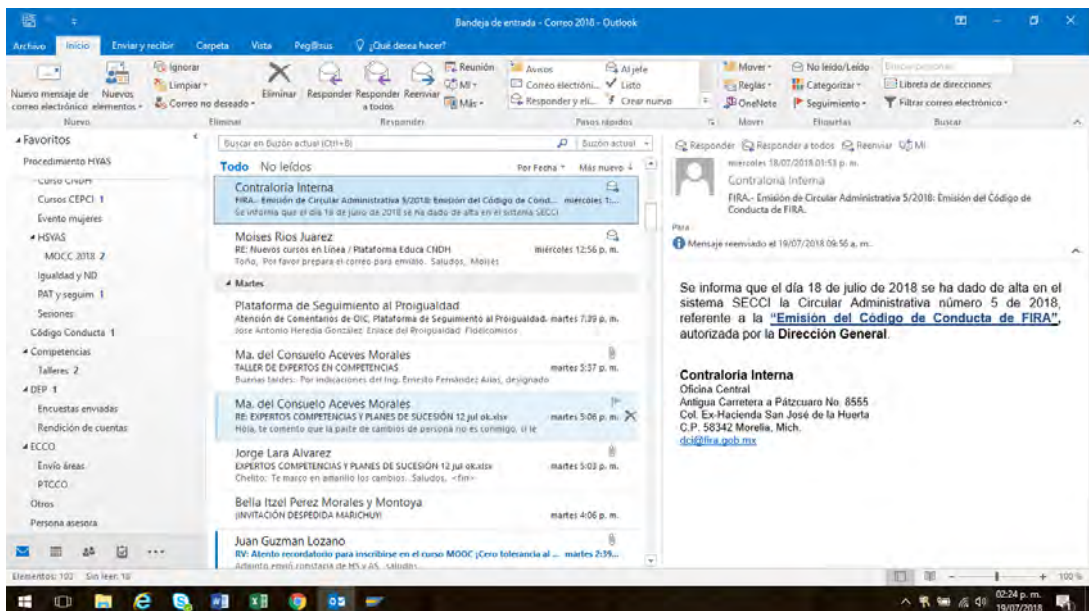 Bandeja de entrada - Correo 2018 - Outlook
Archivo Inicio Enviar y recibir Carpeta Vista Pegasus ¿Qué desea hacer?
Nuevo mensaje de correo electrónico
Nuevos elementos
Ignorar
Limpiar
Correo no deseado
Eliminar
Responder
Responder a todos
Reenviar
Reunión
MI
Más
Avisos
Correo electróni...
Responder y eli...
Al jefe
Listo
Crear nuevo
Mover
Reglas
OneNote
No leído/Leído
Categorizar
Seguimiento
Buscar personas
Libreta de direcciones
Filtrar correo electrónico
Nuevo Eliminar Responder Pasos rápidos Mover Etiquetas Buscar
Favoritos
Procedimiento HYAS
Curso CNDH
Cursos CEPCI 1
Evento mujeres
HSYAS
MOCC 2018 2
Igualdad y ND
PAT y seguim 1
Sesiones
Código Conducta 1
Competencias
Talleres 2
DEP 1
Encuestas enviadas
Rendición de cuentas
ECCO
Envío áreas
PTCCO
Otros
Persona asesora
Buscar en Buzón actual (Ctrl+B)
Buzón actual
Todo No leídos
Por Fecha Más nuevo ↓
Contraloria Interna
FIRA.- Emisión de Circular Administrativa 5/2018: Emisión del Código de Cond... miércoles 1:...
Se informa que el día 18 de julio de 2018 se ha dado de alta en el sistema SECCI
Moises Rios Juarez
RE: Nuevos cursos en Línea / Plataforma Educa CNDH miércoles 12:56 p. m.
Toño, Por favor prepara el correo para envío. Saludos, Moisés
Martes
Plataforma de Seguimiento al Proigualdad
Atención de Comentarios de OIC, Plataforma de Seguimiento al Proigualdad. martes 7:39 p. m.
Jose Antonio Heredia González Enlace del Proigualdad Fideicomisos
Ma. del Consuelo Aceves Morales
TALLER DE EXPERTOS EN COMPETENCIAS martes 5:37 p. m.
Buenas tardes: Por indicaciones del Ing. Ernesto Fernández Arias, designado
Ma. del Consuelo Aceves Morales
RE: EXPERTOS COMPETENCIAS Y PLANES DE SUCESIÓN 12 jul ok.xlsx martes 5:06 p. m.
Hola, te comento que la parte de cambios de persona no es conmigo, si le
Jorge Lara Alvarez
EXPERTOS COMPETENCIAS Y PLANES DE SUCESIÓN 12 jul ok.xlsx martes 5:03 p. m.
Chelito: Te marco en amarillo los cambios. Saludos, <fin>
Bella Itzel Perez Morales y Montoya
¡INVITACIÓN DESPEDIDA MARICHUY! martes 4:06 p. m.
Juan Guzman Lozano
RV: Atento recordatorio para inscribirse en el curso MOOC ¡Cero tolerancia al ... martes 2:39...
Adjunto envió constancia de HS y AS, saludos
Responder Responder a todos Reenviar MI
miércoles 18/07/2018 01:53 p. m.
Contraloria Interna
FIRA.- Emisión de Circular Administrativa 5/2018: Emisión del Código de
Conducta de FIRA.
Para
Mensaje reenviado el 19/07/2018 09:56 a. m..
Se informa que el día 18 de julio de 2018 se ha dado de alta en el
sistema SECCI la Circular Administrativa número 5 de 2018,
referente a la "Emisión del Código de Conducta de FIRA",
autorizada por la Dirección General.
Contraloría Interna
Oficina Central
Antigua Carretera a Pátzcuaro No. 8555
Col. Ex-Hacienda San José de la Huerta
C.P. 58342 Morelia, Mich.
dci@fira.gob.mx
Elementos: 103 Sin leer: 18
100 %
02:24 p. m.
19/07/2018